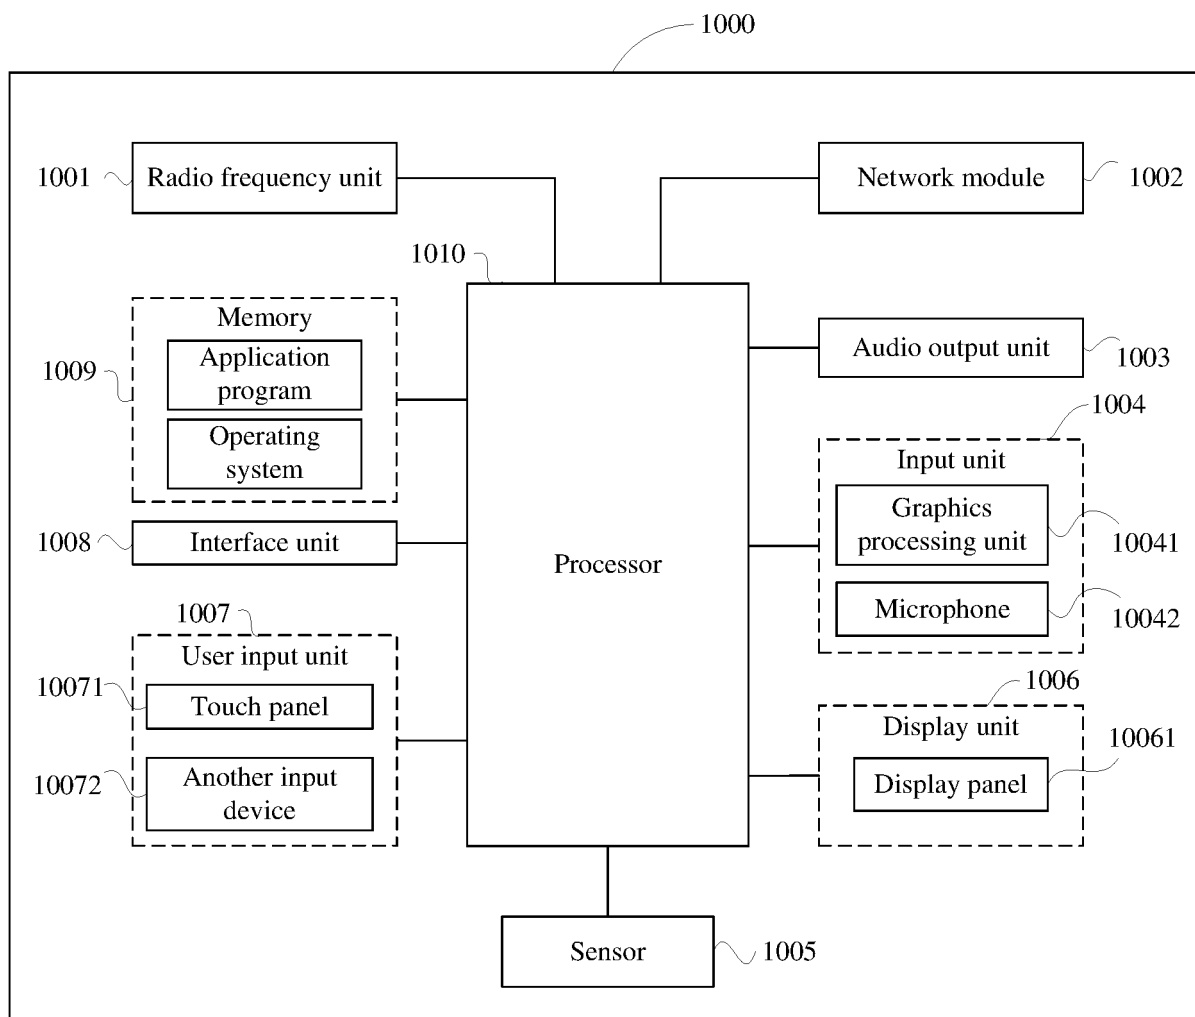 1000
1001
Radio frequency unit
Network module
1002
1010
Memory
Application
program
Operating
system
1009
Audio output unit
1003
1004
Input unit
Graphics
processing unit
10041
Microphone
10042
1008
Interface unit
Processor
1007
User input unit
10071
Touch panel
10072
Another input
device
1006
Display unit
10061
Display panel
Sensor
1005